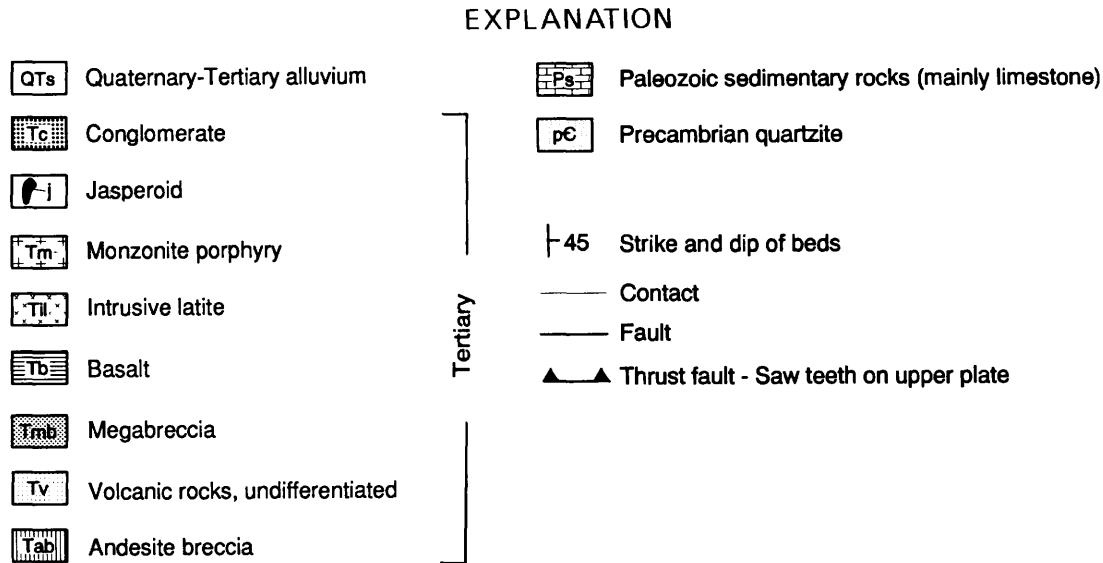 EXPLANATION
QTs Quaternary-Tertiary alluvium
Tc Conglomerate
j Jasperoid
Tm Monzonite porphyry
Til Intrusive latite
Tb Basalt
Tmb Megabreccia
Tv Volcanic rocks, undifferentiated
Tab Andesite breccia
Tertiary
Ps Paleozoic sedimentary rocks (mainly limestone)
p€ Precambrian quartzite
45 Strike and dip of beds
Contact
Fault
Thrust fault - Saw teeth on upper plate